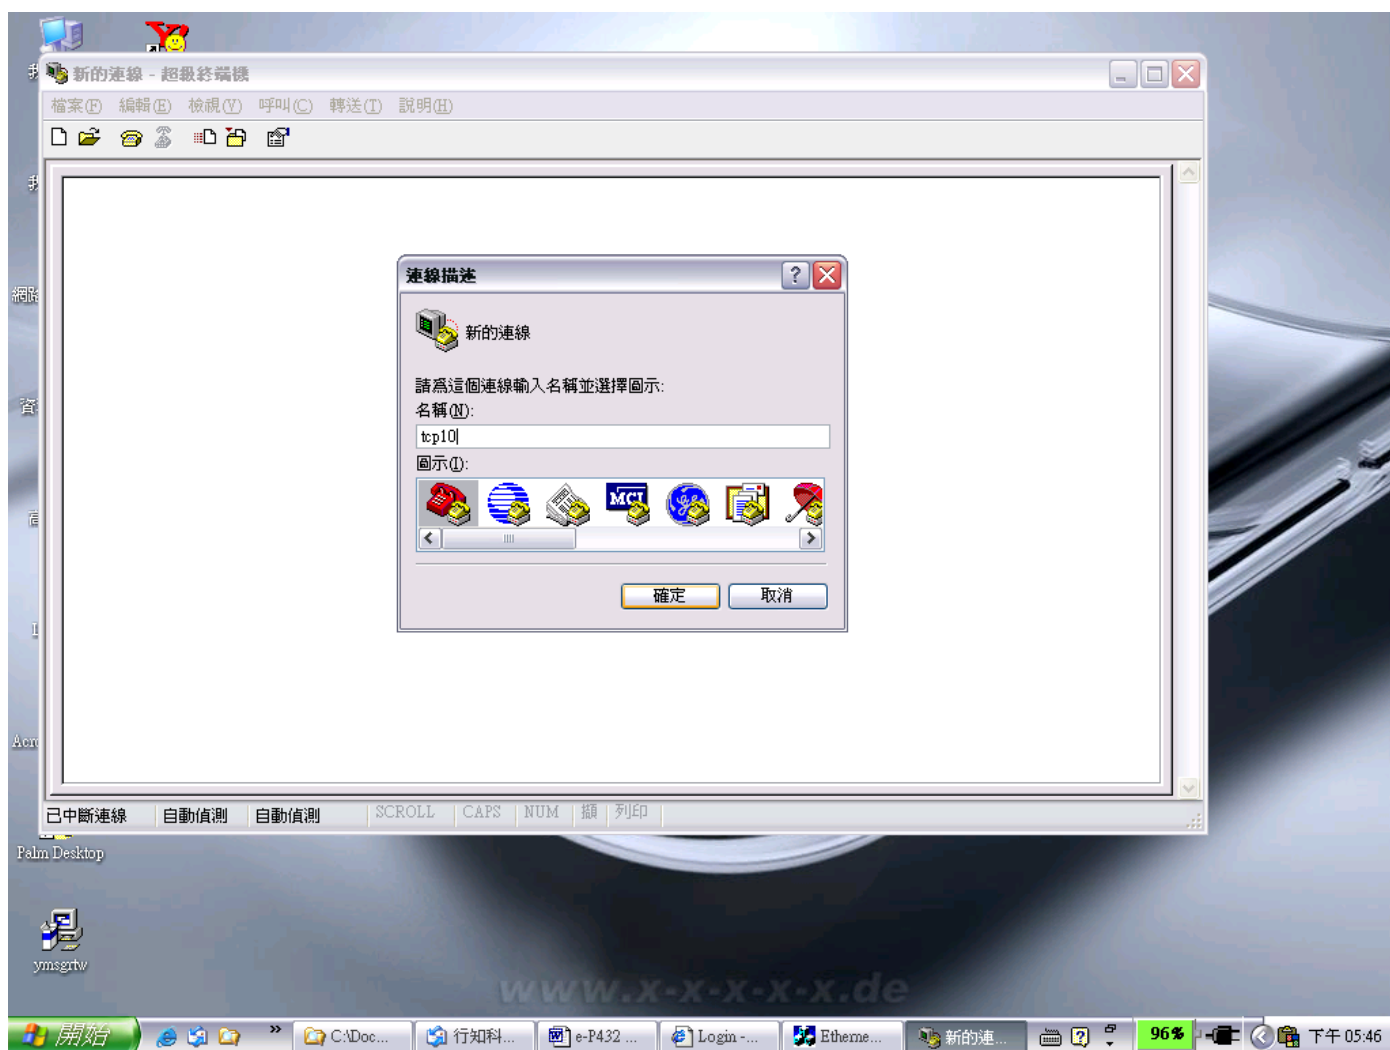 新的連線 - 超級終端機
檔案(F) 編輯(E) 檢視(V) 呼叫(C) 轉送(T) 說明(H)
連線描述
新的連線
請為這個連線輸入名稱並選擇圖示:
名稱(N):
tcp10
圖示(I):
MCI
確定 取消
已中斷連線 自動偵測 自動偵測 SCROLL CAPS NUM 擷 列印
Palm Desktop
ymsgrtw
www.x-x-x-x.de
開始 C:\Doc... 行知科... e-P432 ... Login -... Etherne... 新的連... 96% 下午 05:46